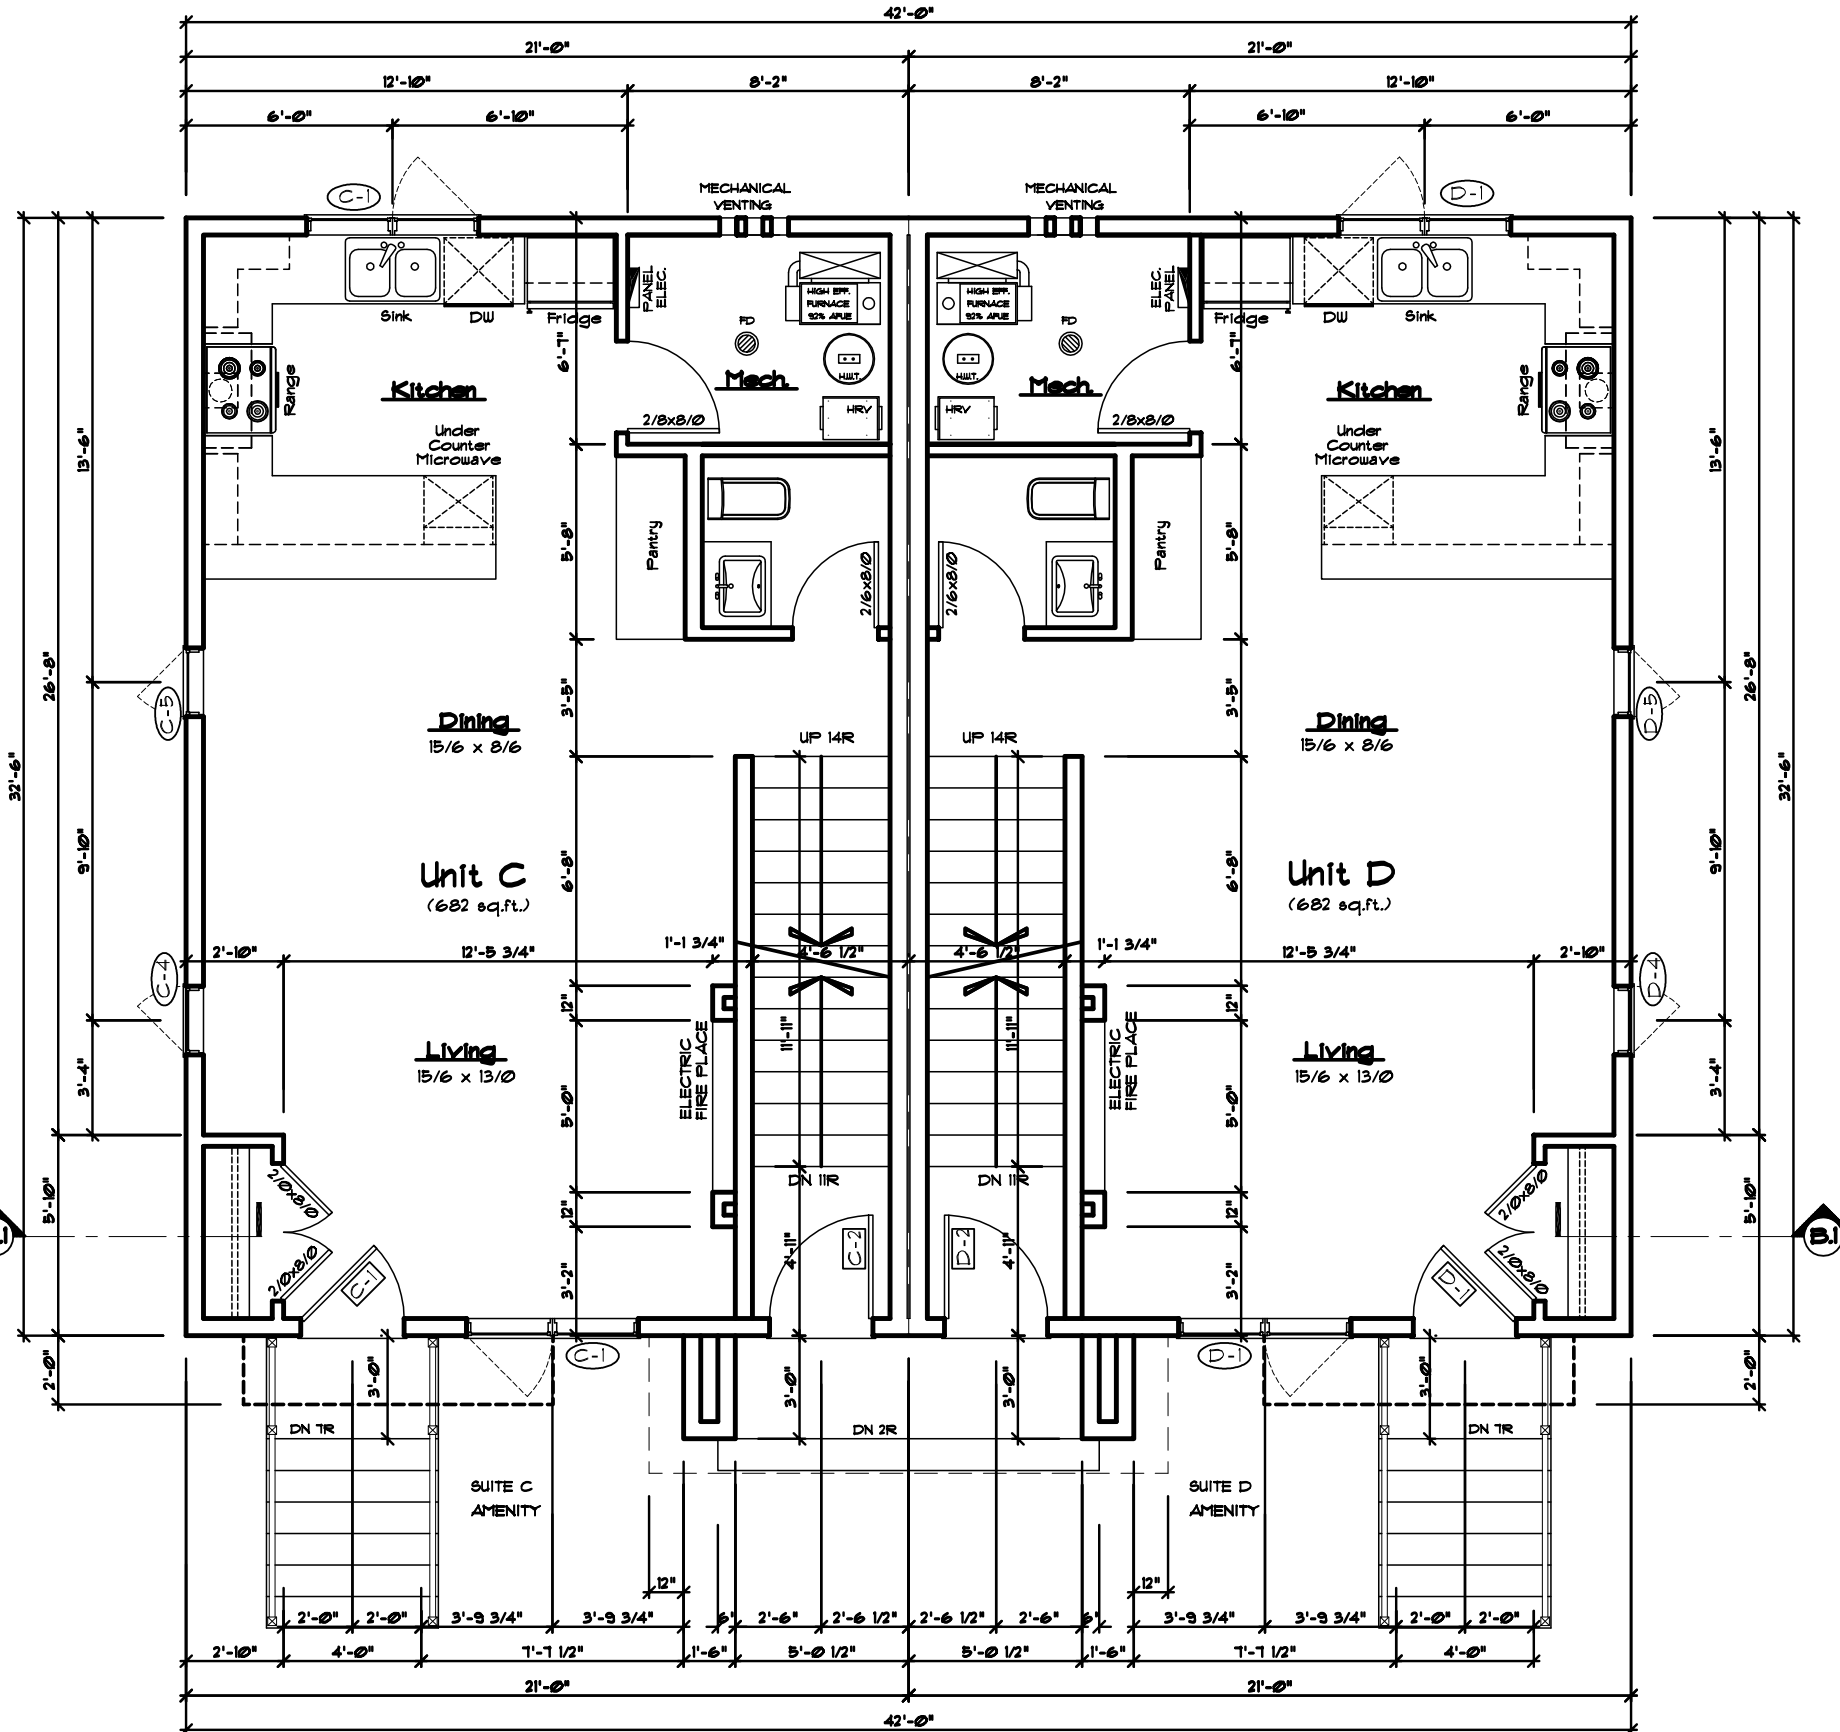 42'-0"
21'-0" 21'-0"
12'-10" 8'-2" 8'-2" 12'-10"
6'-0" 6'-10" 6'-10" 6'-0"
C-1 MECHANICAL VENTING MECHANICAL VENTING D-1
PANEL ELEC.
HIGH EFF. FURNACE 92% AFUE
HIGH EFF. FURNACE 92% AFUE
ELEC. PANEL
Sink DW Fridge FD FD Fridge DW Sink
6'-7" 6'-7"
H.W.T. H.W.T.
Range Kitchen Mech. Mech. Kitchen Range
2/8x8/0 HRV HRV 2/8x8/0
Under Counter Microwave
Under Counter Microwave
13'-6" 13'-6"
5'-8" Pantry 2/6x8/0 2/6x8/0 Pantry 5'-8"
26'-8" 26'-8"
3'-5" 3'-5"
C-5 D-5
Dining Dining
15/6 x 8/6 15/6 x 8/6
UP 14R UP 14R
32'-6" 32'-6"
9'-10" 9'-10"
Unit C 6'-8" 6'-8" Unit D
(682 sq.ft.) (682 sq.ft.)
2'-10" 12'-5 3/4" 1'-1 3/4" 4'-6 1/2" 4'-6 1/2" 1'-1 3/4" 12'-5 3/4" 2'-10"
C-4 D-4
12" 12"
11'-11" 11'-11"
Living Living
15/6 x 13/0 15/6 x 13/0
ELECTRIC FIRE PLACE
ELECTRIC FIRE PLACE
3'-4" 3'-4"
5'-0" 5'-0"
DN 11R DN 11R
2/0x8/0 2/0x8/0
5'-10" 5'-10"
12" 12"
4'-11" 4'-11"
C-2 D-2
B.1
2/0x8/0 C-1 3'-2" 3'-2" D-1 2/0x8/0
C-1 D-1
2'-0" 3'-0" 3'-0" 3'-0" 3'-0" 2'-0"
DN 7R DN 2R DN 7R
SUITE C SUITE D
AMENITY AMENITY
12" 12"
2'-0" 2'-0" 3'-9 3/4" 3'-9 3/4" 6" 2'-6" 2'-6 1/2" 2'-6 1/2" 2'-6" 6" 3'-9 3/4" 3'-9 3/4" 2'-0" 2'-0"
2'-10" 4'-0" 7'-7 1/2" 1'-6" 5'-0 1/2" 5'-0 1/2" 1'-6" 7'-7 1/2" 4'-0"
21'-0" 21'-0"
42'-0"